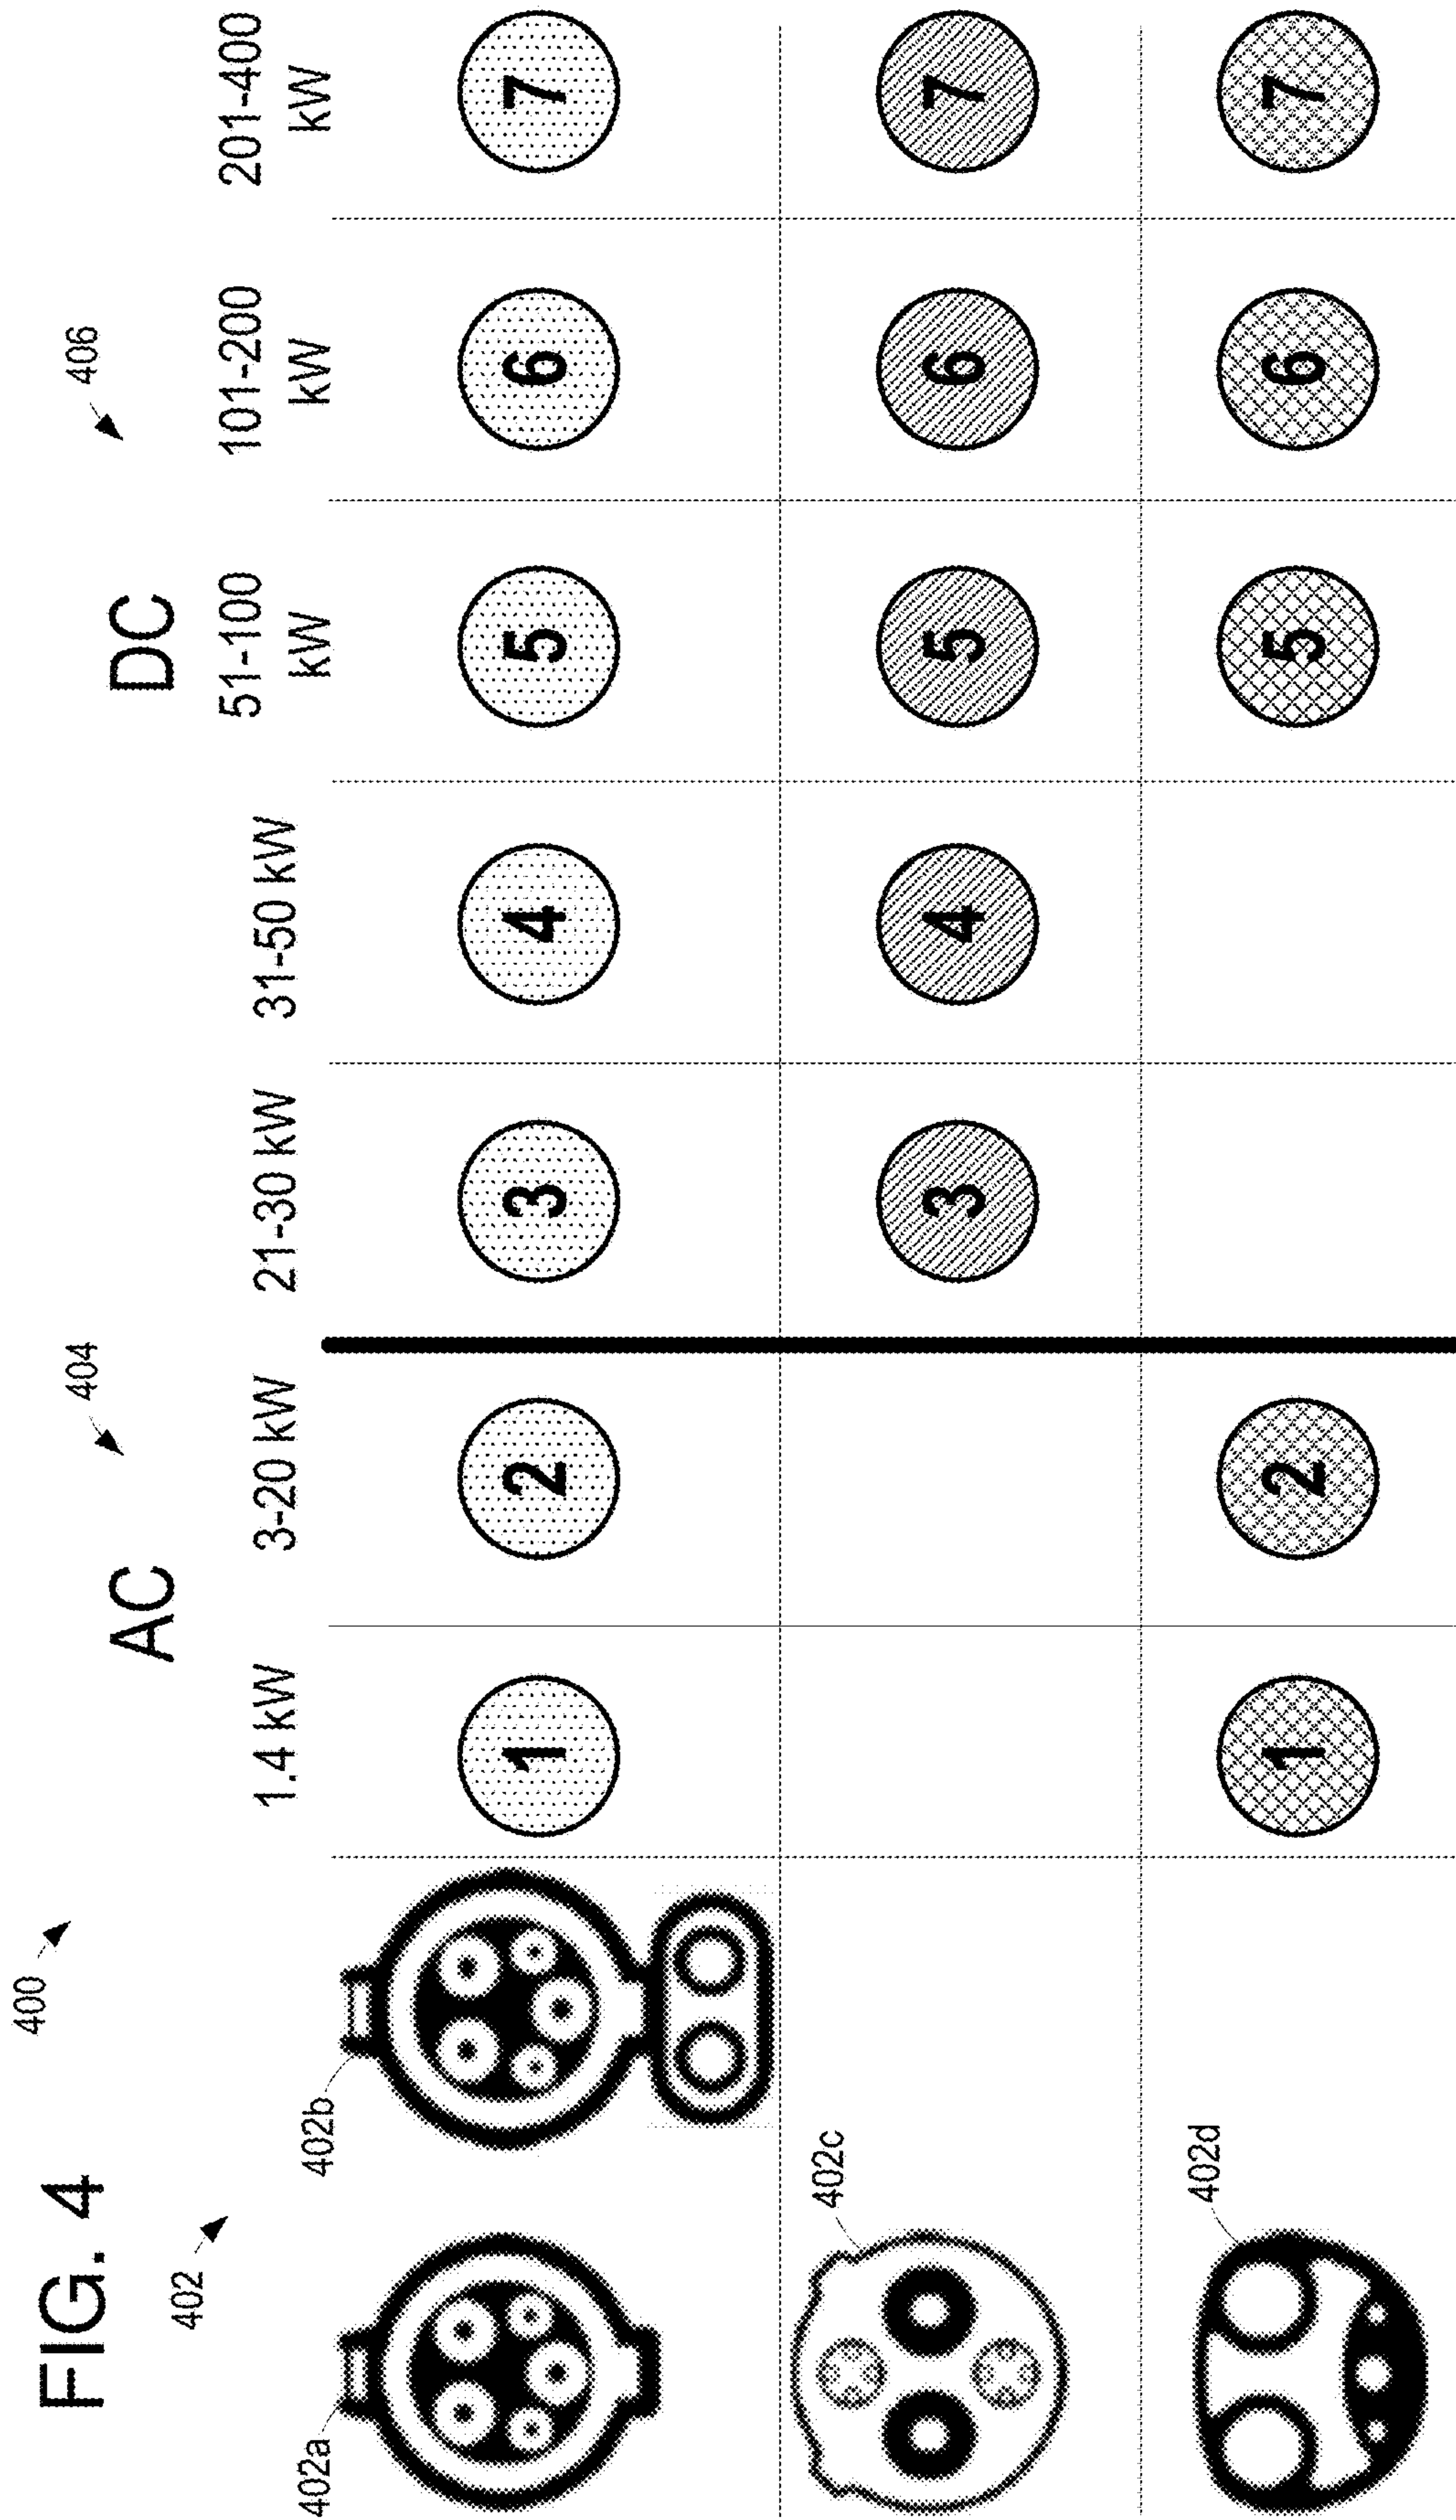 FIG. 4
400
402
404
406
AC
DC
1.4 kW
3-20 kW
21-30 kW
31-50 kW
51-100
kW
101-200
kW
201-400
kW
402a
402b
1 2 3 4 5 6 7
402c
3 4 5 6 7
402d
1 2 5 6 7